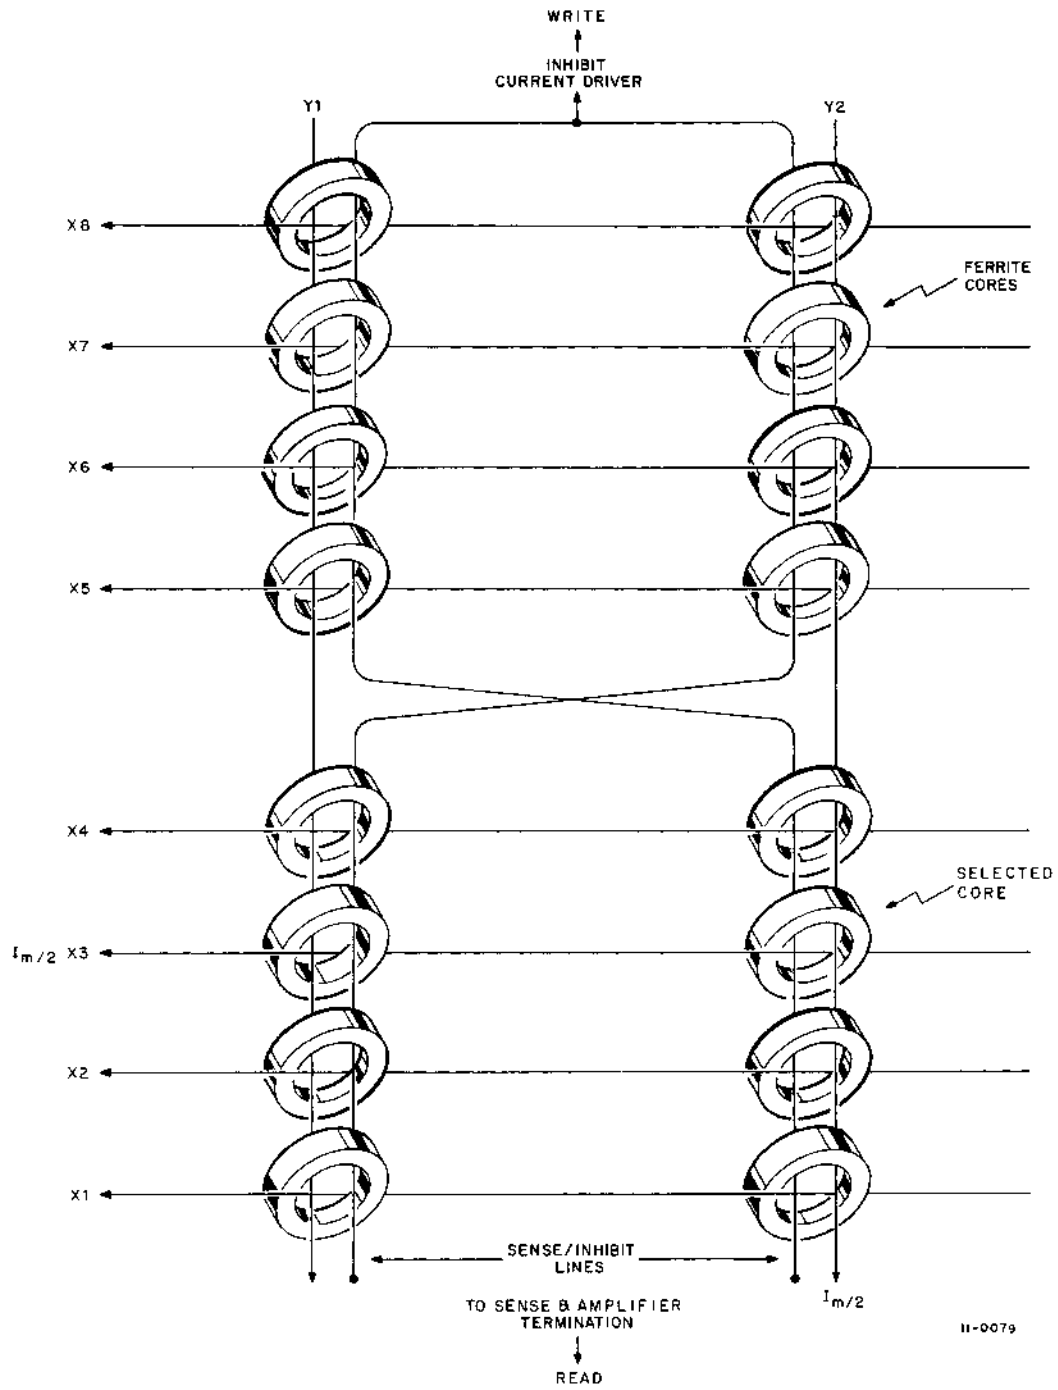 WRITE
INHIBIT
CURRENT DRIVER
Y1
Y2
X8
FERRITE
CORES
X7
X6
X5
X4
SELECTED
CORE
Im/2 X3
X2
X1
SENSE/INHIBIT
LINES
Im/2
TO SENSE & AMPLIFIER
TERMINATION
11-0079
READ